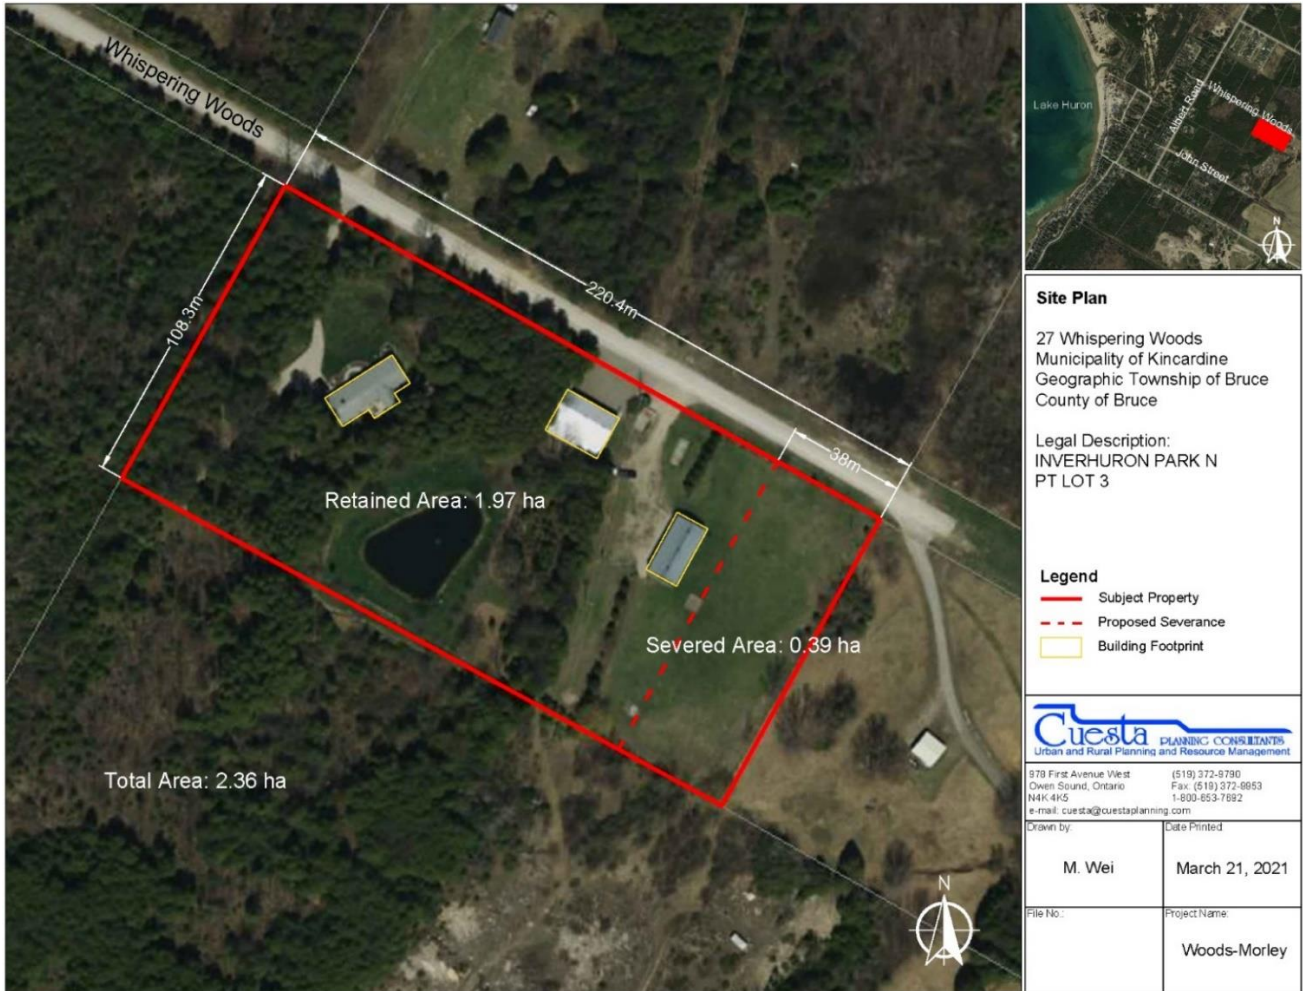 Whispering Woods
108.3m
220.4m
38m
Retained Area: 1.97 ha
Severed Area: 0.39 ha
Total Area: 2.36 ha
N
Lake Huron
Albert Road
Whispering Woods
John Street
N
Site Plan
27 Whispering Woods
Municipality of Kincardine
Geographic Township of Bruce
County of Bruce
Legal Description:
INVERHURON PARK N
PT LOT 3
Legend
Subject Property
Proposed Severance
Building Footprint
Cuesta PLANNING CONSULTANTS
Urban and Rural Planning and Resource Management
978 First Avenue West
Owen Sound, Ontario
N4K 4K5
e-mail: cuesta@cuestaplanning.com
(519) 372-9790
Fax: (519) 372-9953
1-800-653-7692
Drawn by:
M. Wei
Date Printed
March 21, 2021
File No.:
Project Name:
Woods-Morley